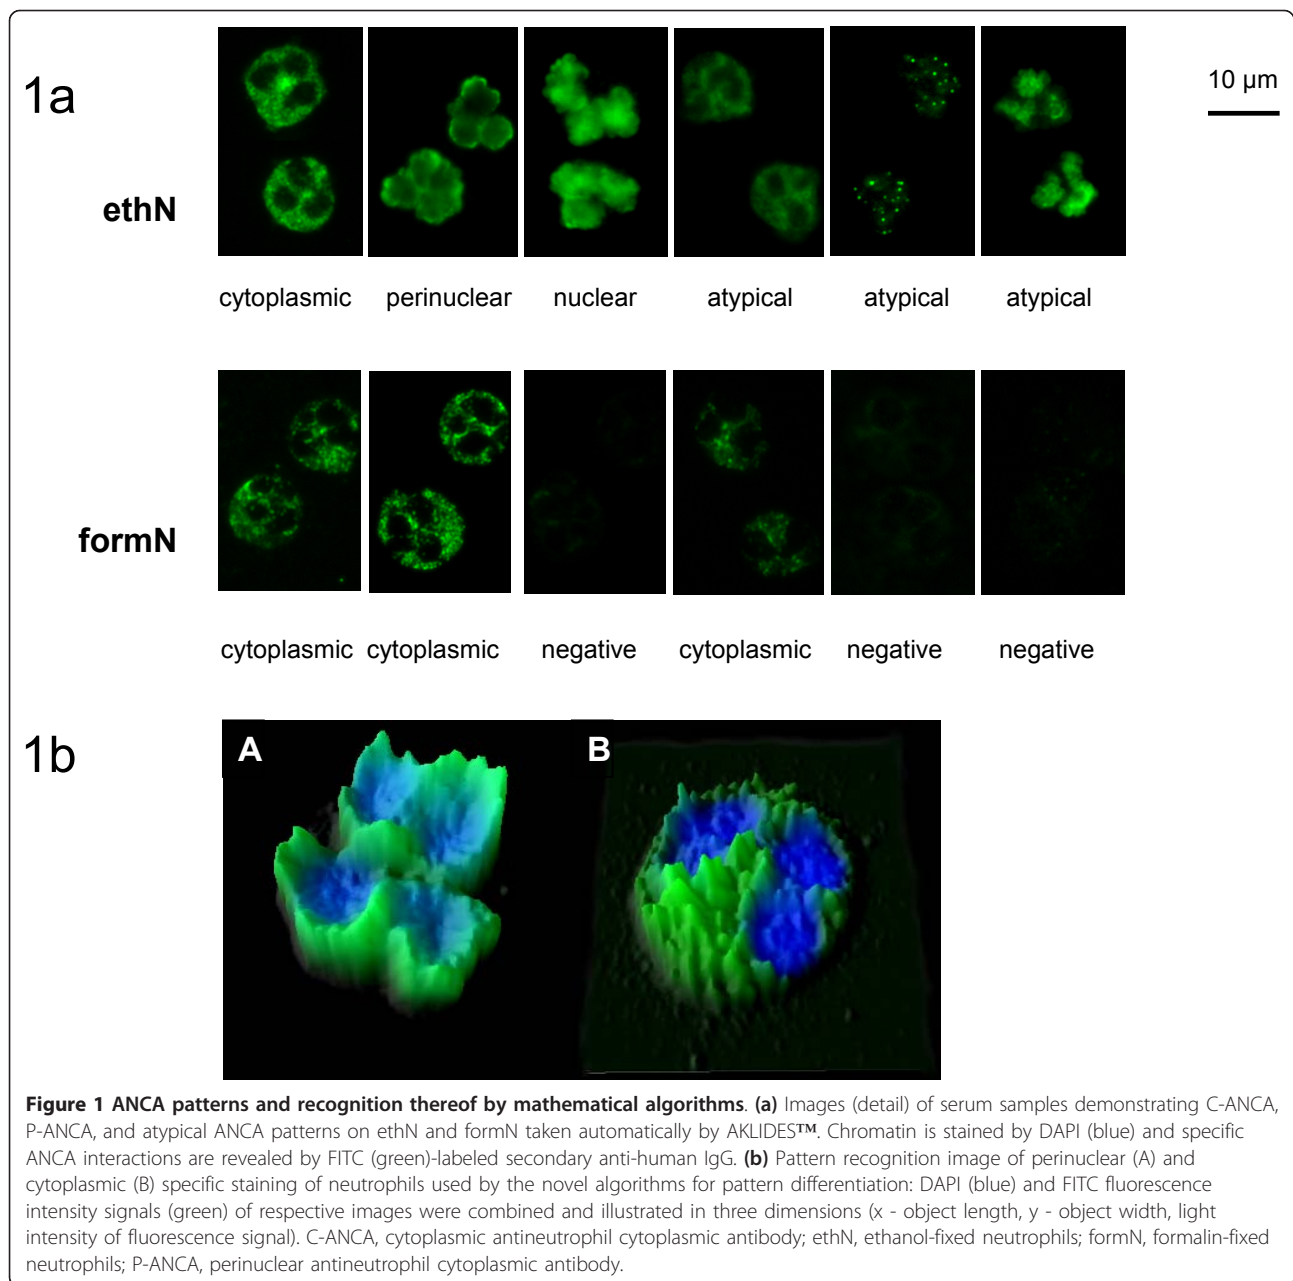 1a
10 µm
ethN
cytoplasmic perinuclear nuclear atypical atypical atypical
formN
cytoplasmic cytoplasmic negative cytoplasmic negative negative
1b
A B
Figure 1 ANCA patterns and recognition thereof by mathematical algorithms. (a) Images (detail) of serum samples demonstrating C-ANCA,
P-ANCA, and atypical ANCA patterns on ethN and formN taken automatically by AKLIDES™. Chromatin is stained by DAPI (blue) and specific
ANCA interactions are revealed by FITC (green)-labeled secondary anti-human IgG. (b) Pattern recognition image of perinuclear (A) and
cytoplasmic (B) specific staining of neutrophils used by the novel algorithms for pattern differentiation: DAPI (blue) and FITC fluorescence
intensity signals (green) of respective images were combined and illustrated in three dimensions (x - object length, y - object width, light
intensity of fluorescence signal). C-ANCA, cytoplasmic antineutrophil cytoplasmic antibody; ethN, ethanol-fixed neutrophils; formN, formalin-fixed
neutrophils; P-ANCA, perinuclear antineutrophil cytoplasmic antibody.